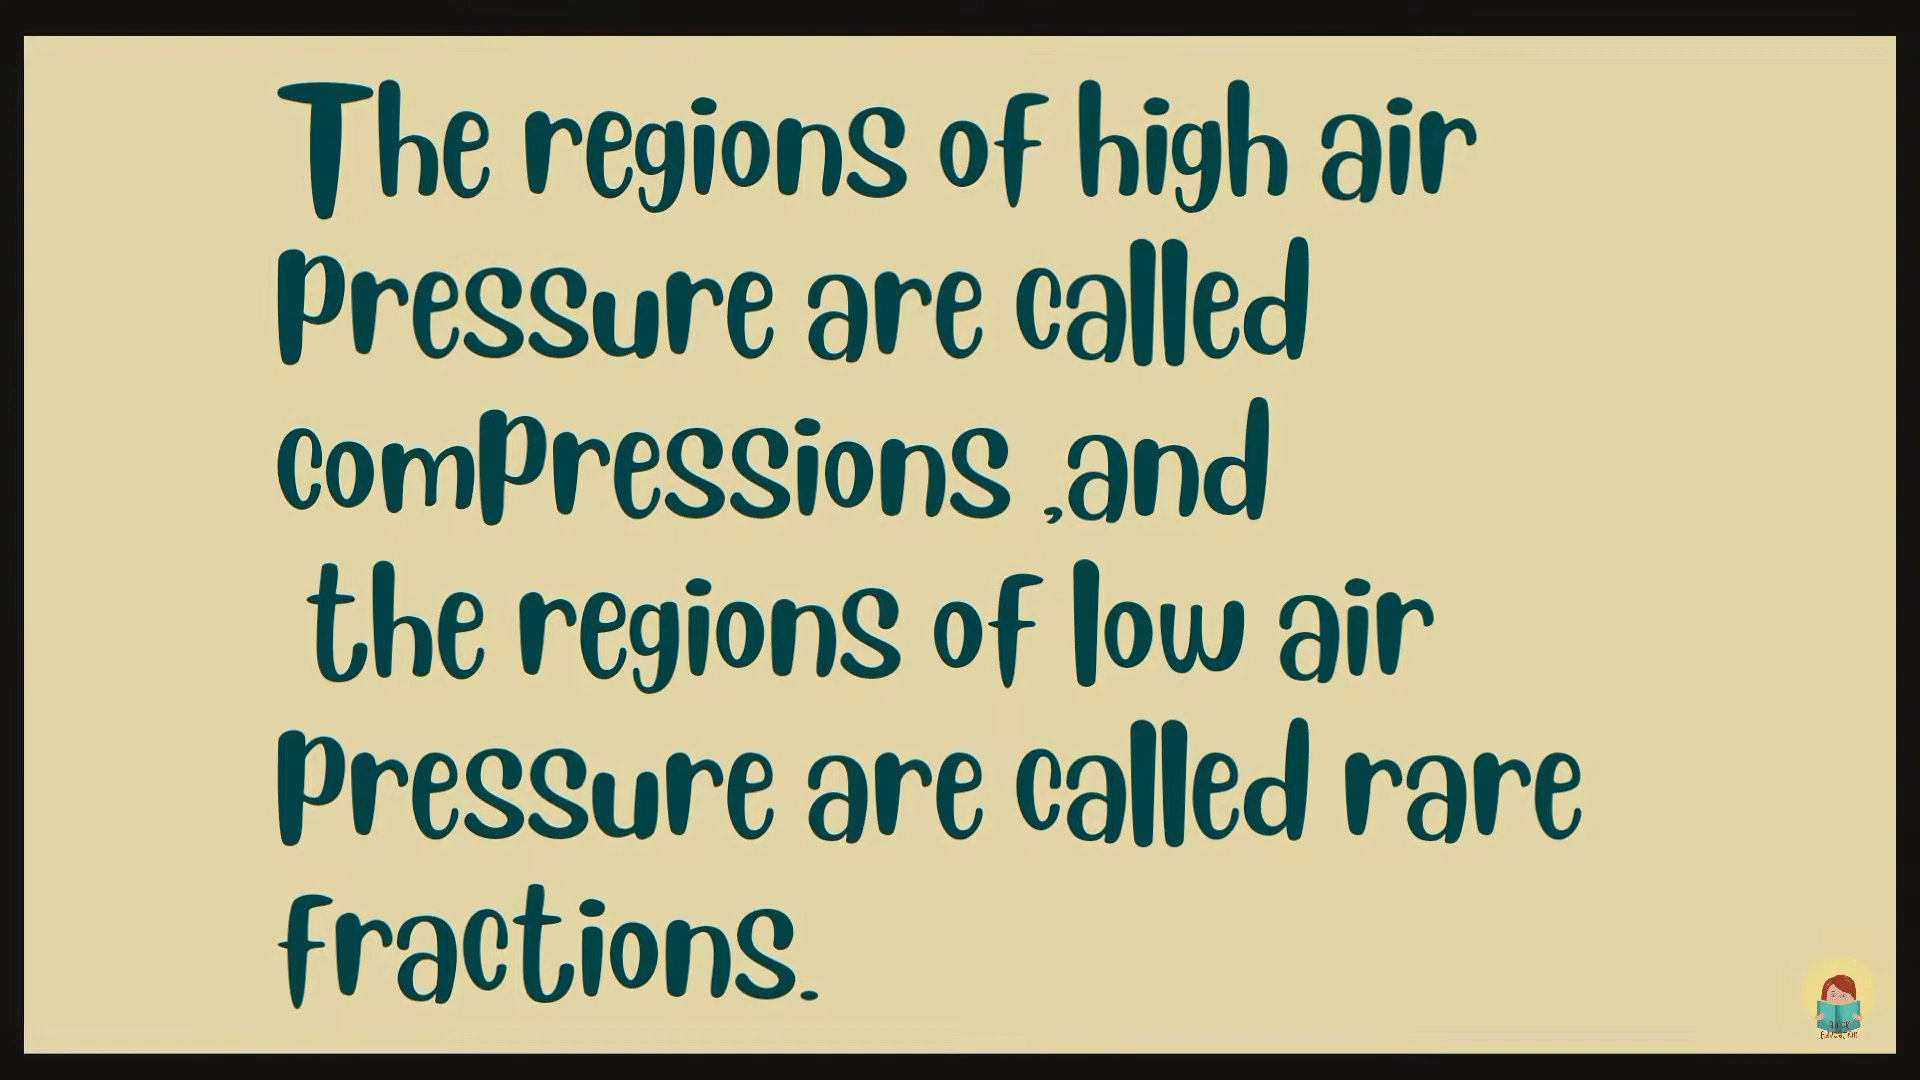 The regions of high air
pressure are called
compressions ,and
the regions of low air
pressure are called rare
fractions.